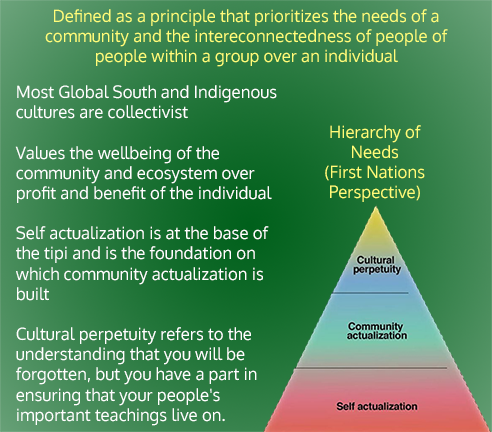 Defined as a principle that prioritizes the needs of a
community and the intereconnectedness of people of
people within a group over an individual
Most Global South and Indigenous
cultures are collectivist
Values the wellbeing of the
community and ecosystem over
profit and benefit of the individual
Self actualization is at the base of
the tipi and is the foundation on
which community actualization is
built
Cultural perpetuity refers to the
understanding that you will be
forgotten, but you have a part in
ensuring that your people's
important teachings live on.
Hierarchy of
Needs
(First Nations
Perspective)
Cultural
perpetuity
Community
actualization
Self actualization